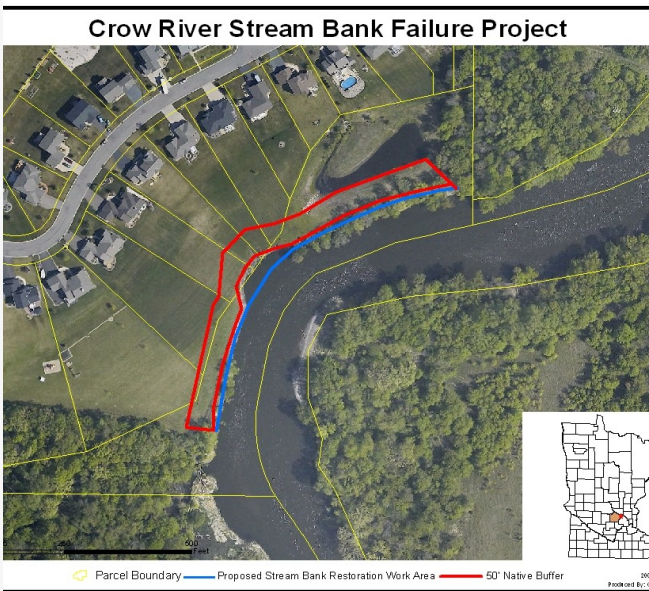 Crow River Stream Bank Failure Project
600
Feet
Parcel Boundary Proposed Stream Bank Restoration Work Area 50' Native Buffer
Produced By: